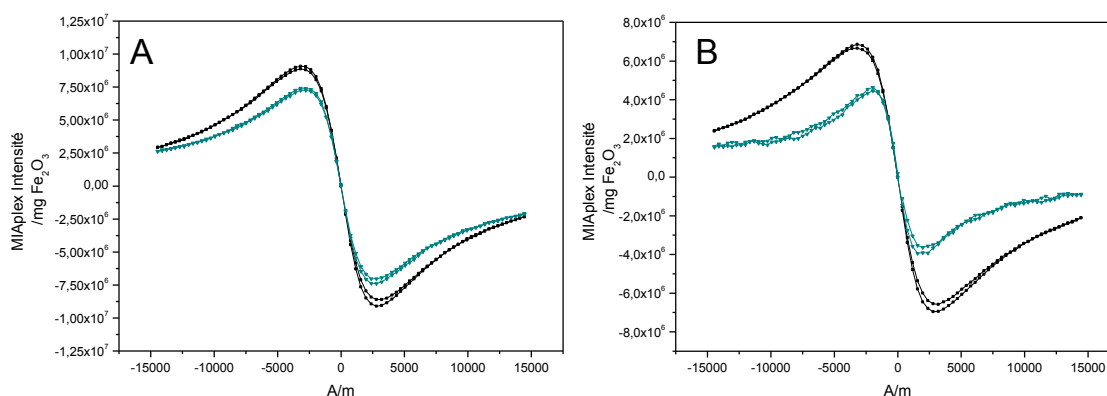 A
1,25x10⁷
1,00x10⁷
7,50x10⁶
5,00x10⁶
2,50x10⁶
0,00
-2,50x10⁶
-5,00x10⁶
-7,50x10⁶
-1,00x10⁷
-1,25x10⁷
MIAplex Intensité
/mg Fe₂O₃
-15000 -10000 -5000 0 5000 10000 15000
A/m
B
8,0x10⁶
6,0x10⁶
4,0x10⁶
2,0x10⁶
0,0
-2,0x10⁶
-4,0x10⁶
-6,0x10⁶
-8,0x10⁶
MIAplex Intensité
/mg Fe₂O₃
-15000 -10000 -5000 0 5000 10000 15000
A/m